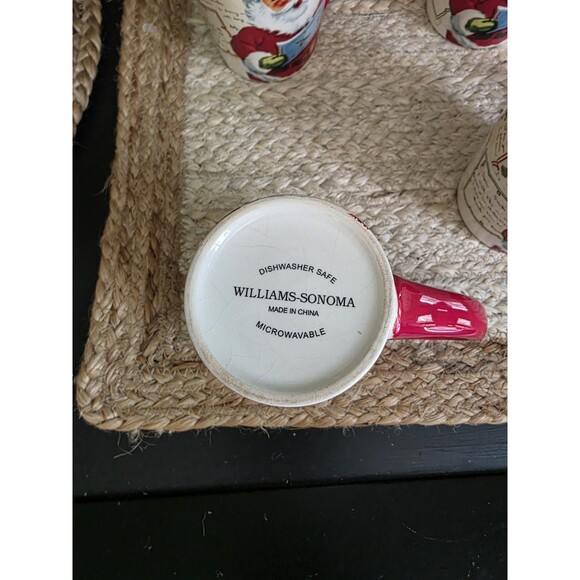 DISHWASHER SAFE
WILLIAMS-SONOMA
MADE IN CHINA
MICROWAVABLE